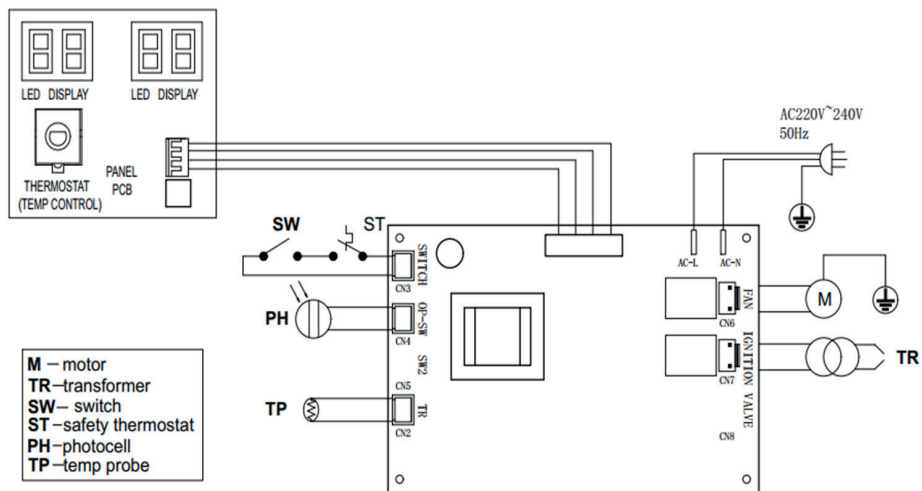 LED DISPLAY
LED DISPLAY
THERMOSTAT
(TEMP CONTROL)
PANEL
PCB
AC220V~240V
50Hz
SW
ST
SWITCH
CN3
AC-L
AC-N
PH
OP-SW
CN4
FAN
CN6
M
SW2
CN5
IGNITION
CN7
TR
TP
TR
CN2
VALVE
CN8
M – motor
TR–transformer
SW– switch
ST –safety thermostat
PH–photocell
TP–temp probe